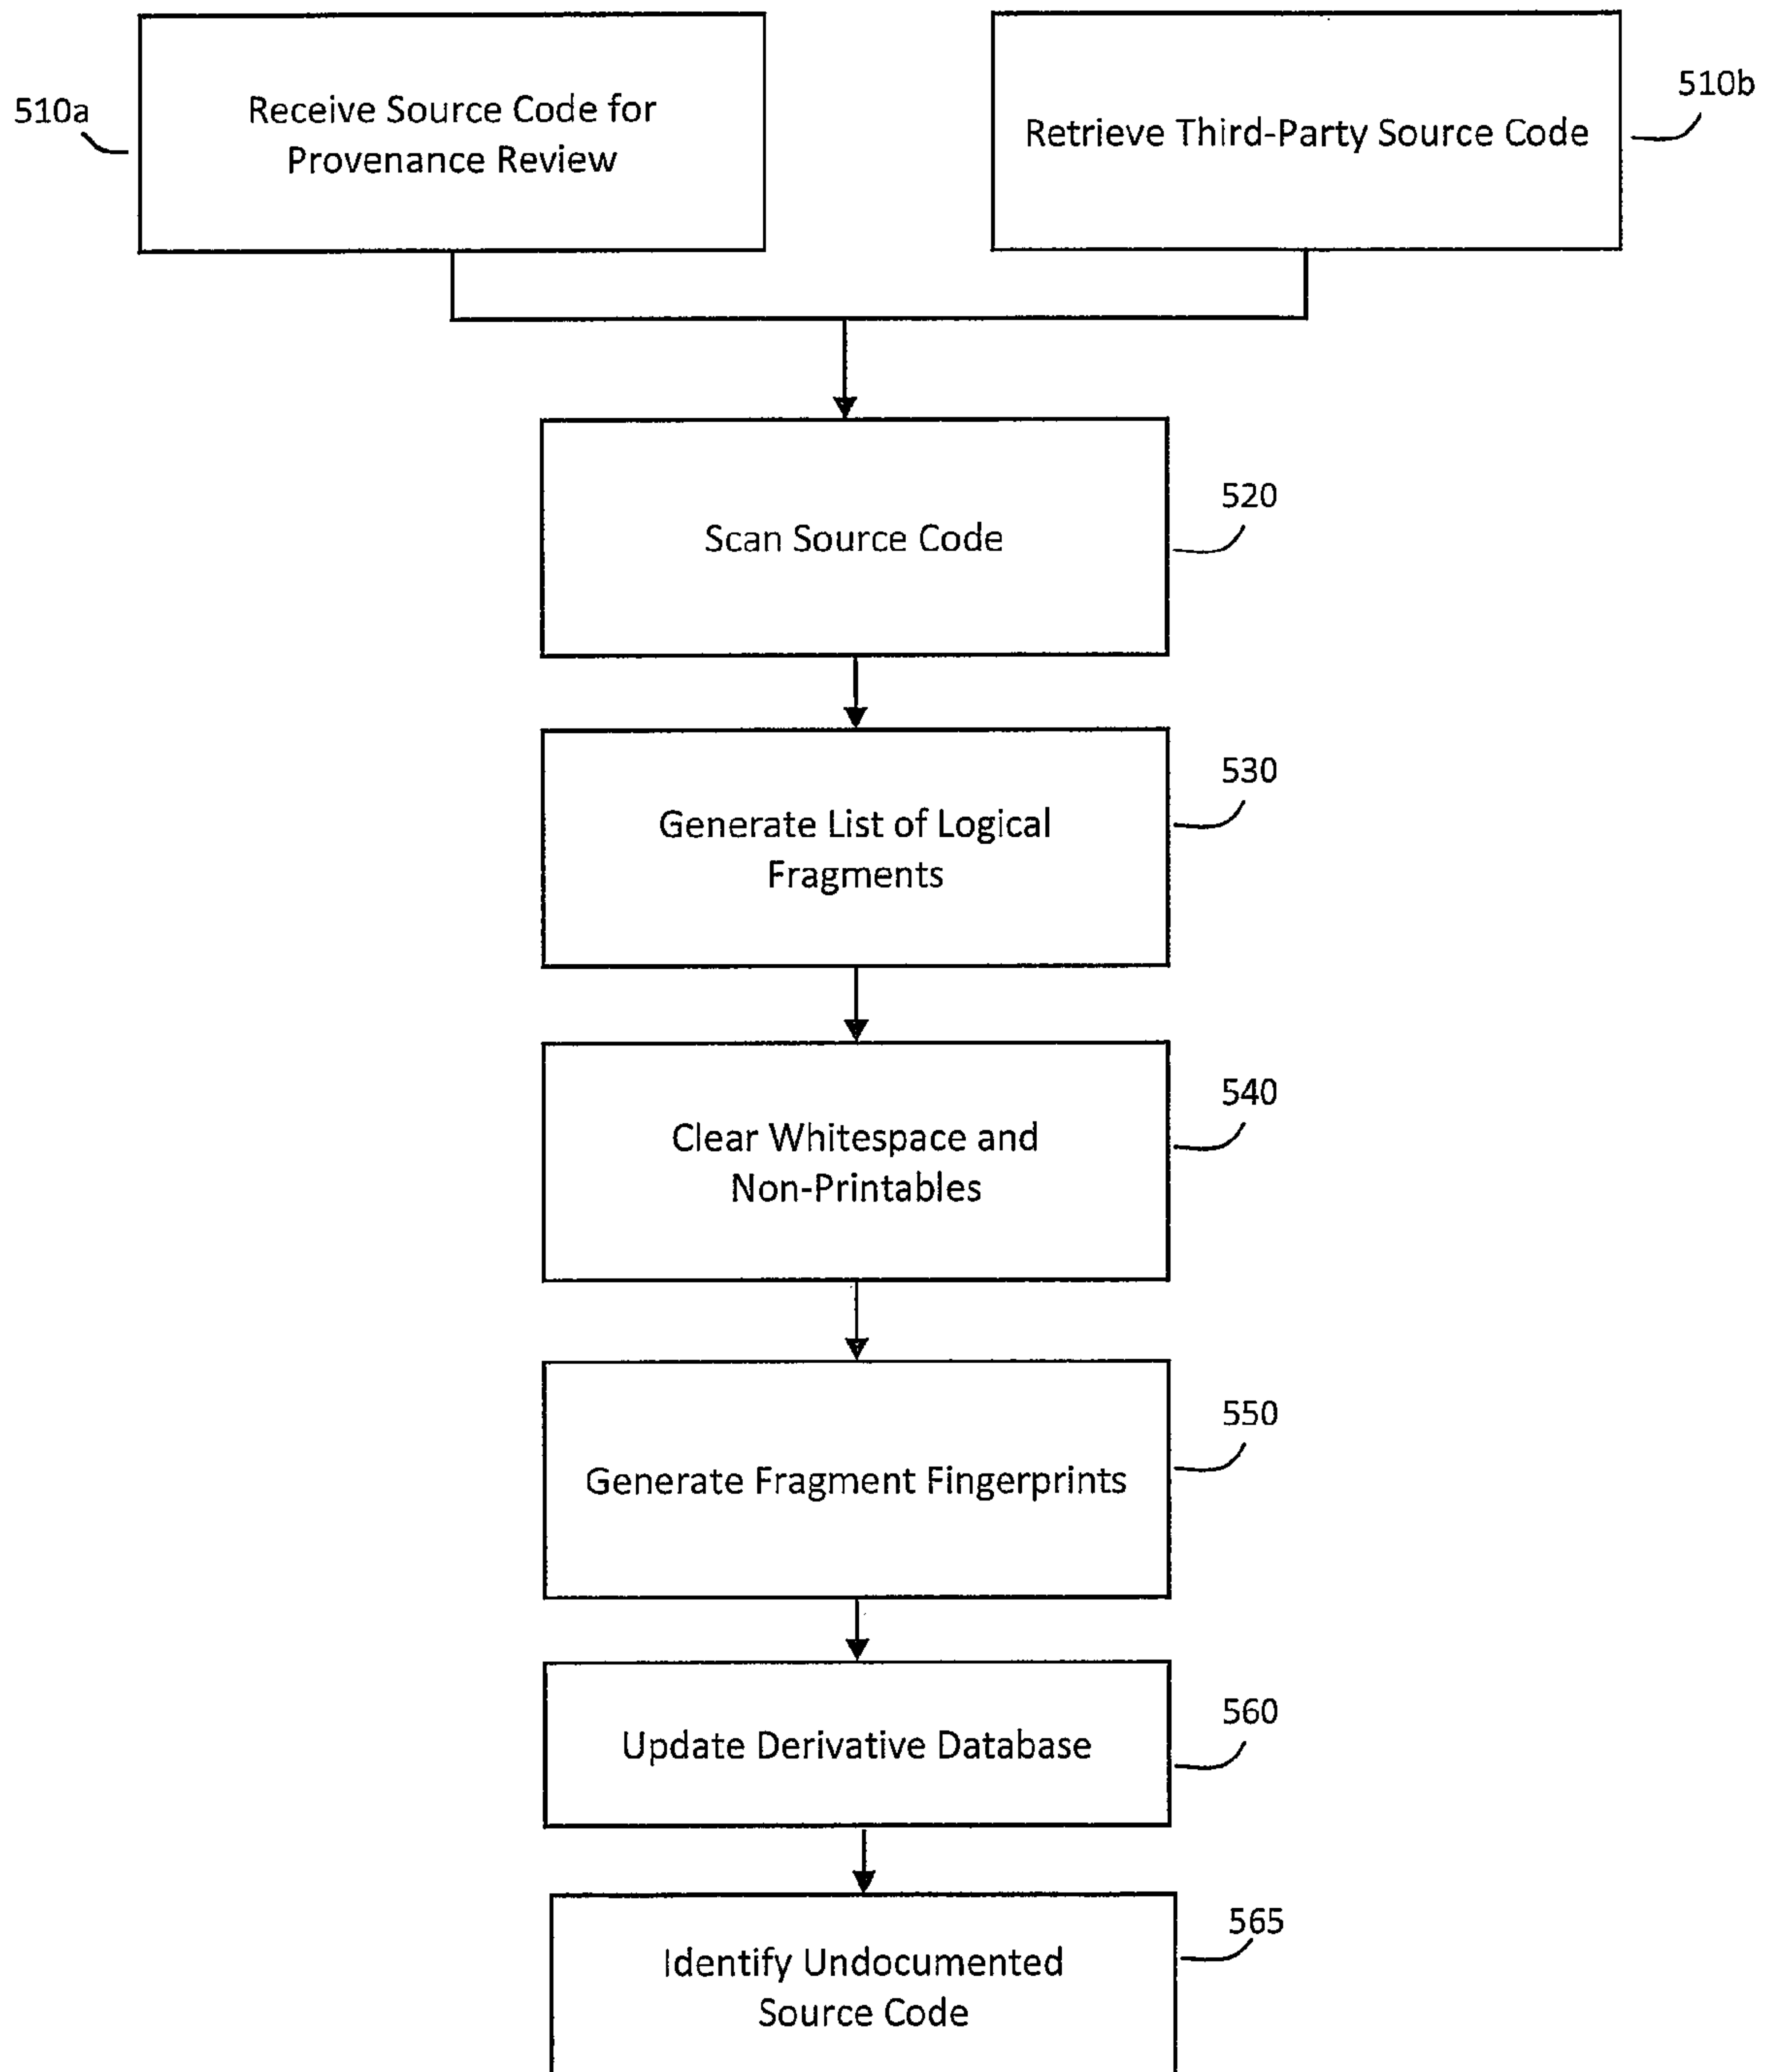 510a
Receive Source Code for
Provenance Review
Retrieve Third-Party Source Code
510b
Scan Source Code
520
Generate List of Logical
Fragments
530
Clear Whitespace and
Non-Printables
540
Generate Fragment Fingerprints
550
Update Derivative Database
560
Identify Undocumented
Source Code
565